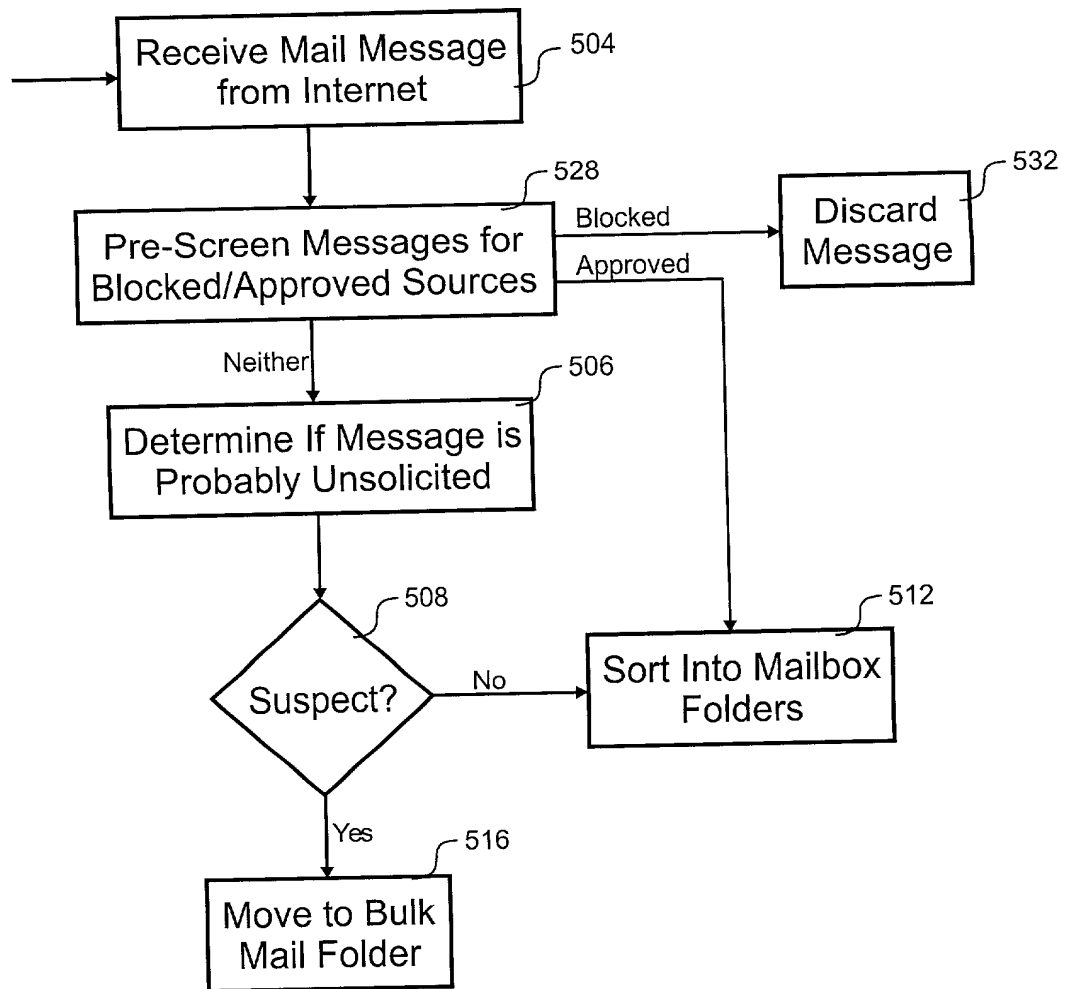 Receive Mail Message
from Internet
504
528
Pre-Screen Messages for
Blocked/Approved Sources
Blocked
Approved
532
Discard
Message
Neither
506
Determine If Message is
Probably Unsolicited
508
Suspect?
No
512
Sort Into Mailbox
Folders
Yes
516
Move to Bulk
Mail Folder